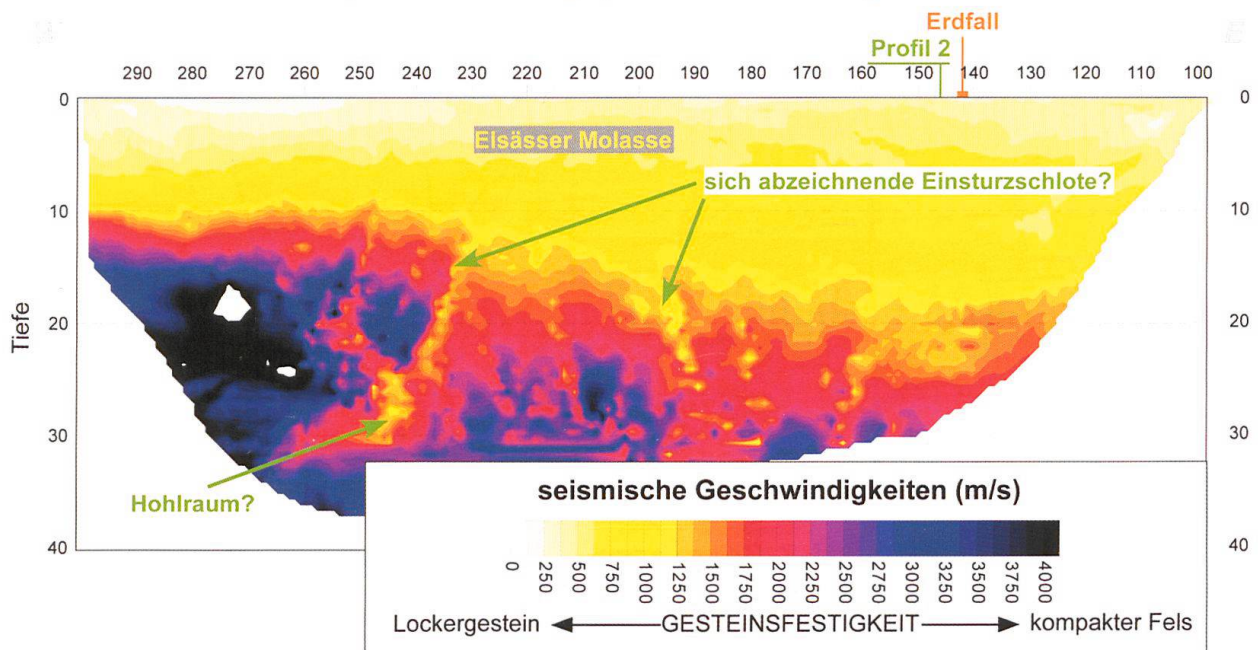 Erdfall
Profil 2
290 280 270 260 250 240 230 220 210 200 190 180 170 160 150 140 130 120 110 100
0 0
Elsässer Molasse
sich abzeichnende Einsturzschlote?
10 10
Tiefe
20 20
30 30
Hohlraum?
40 40
seismische Geschwindigkeiten (m/s)
0 250 500 750 1000 1250 1500 1750 2000 2250 2500 2750 3000 3250 3500 3750 4000
Lockergestein GESTEINSFESTIGKEIT kompakter Fels